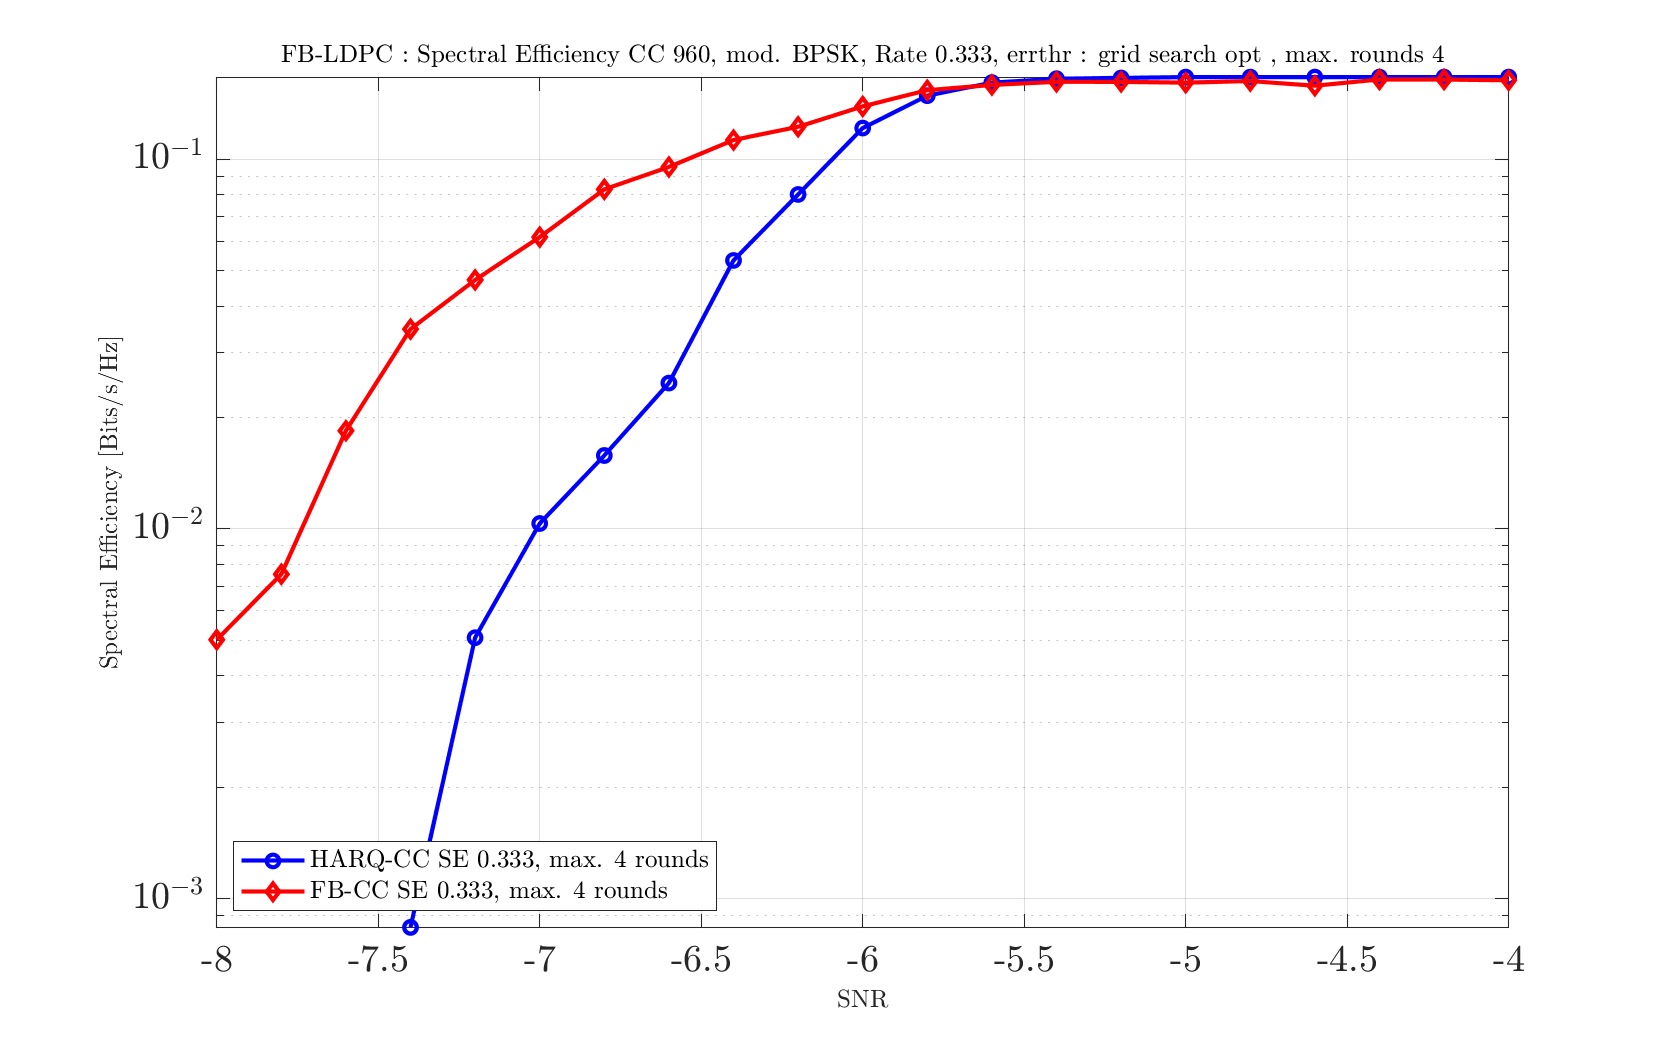 FB-LDPC : Spectral Efficiency CC 960, mod. BPSK, Rate 0.333, errthr : grid search opt , max. rounds 4
Spectral Efficiency [Bits/s/Hz]
10^{-1}
10^{-2}
10^{-3}
HARQ-CC SE 0.333, max. 4 rounds
FB-CC SE 0.333, max. 4 rounds
-8 -7.5 -7 -6.5 -6 -5.5 -5 -4.5 -4
SNR